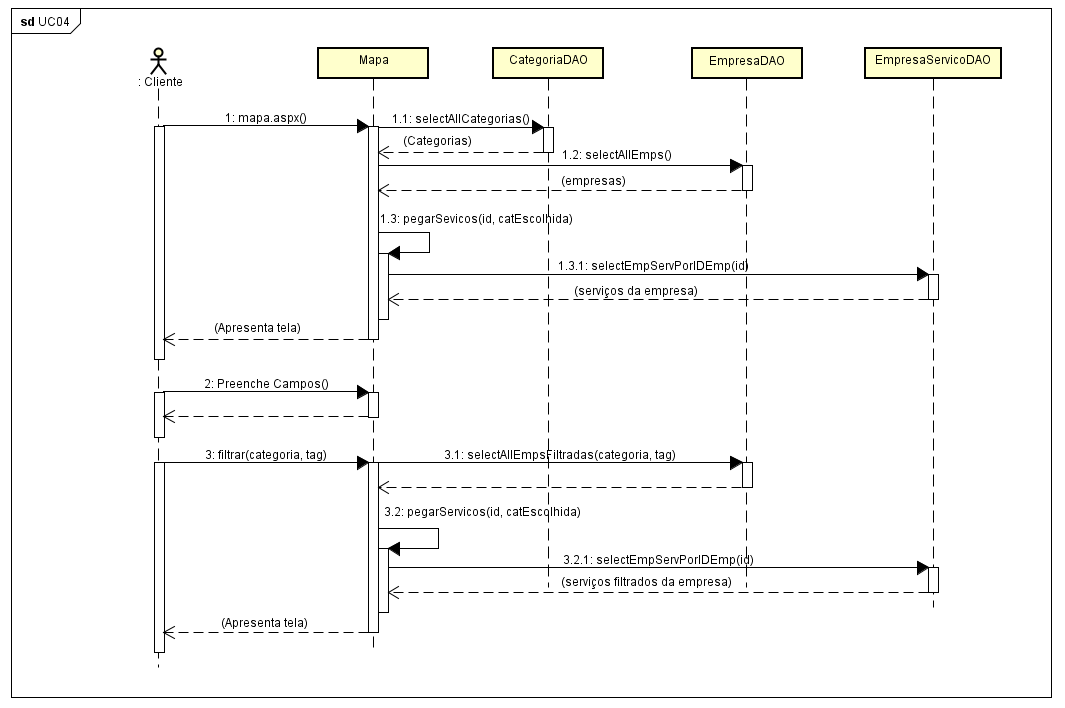 sd UC04
: Cliente
Mapa
CategoriaDAO
EmpresaDAO
EmpresaServicoDAO
1: mapa.aspx()
1.1: selectAllCategorias()
(Categorias)
1.2: selectAllEmps()
(empresas)
1.3: pegarSevicos(id, catEscolhida)
1.3.1: selectEmpServPorIDEmp(id)
(serviços da empresa)
(Apresenta tela)
2: Preenche Campos()
3: filtrar(categoria, tag)
3.1: selectAllEmpsFiltradas(categoria, tag)
3.2: pegarServicos(id, catEscolhida)
3.2.1: selectEmpServPorIDEmp(id)
(serviços filtrados da empresa)
(Apresenta tela)